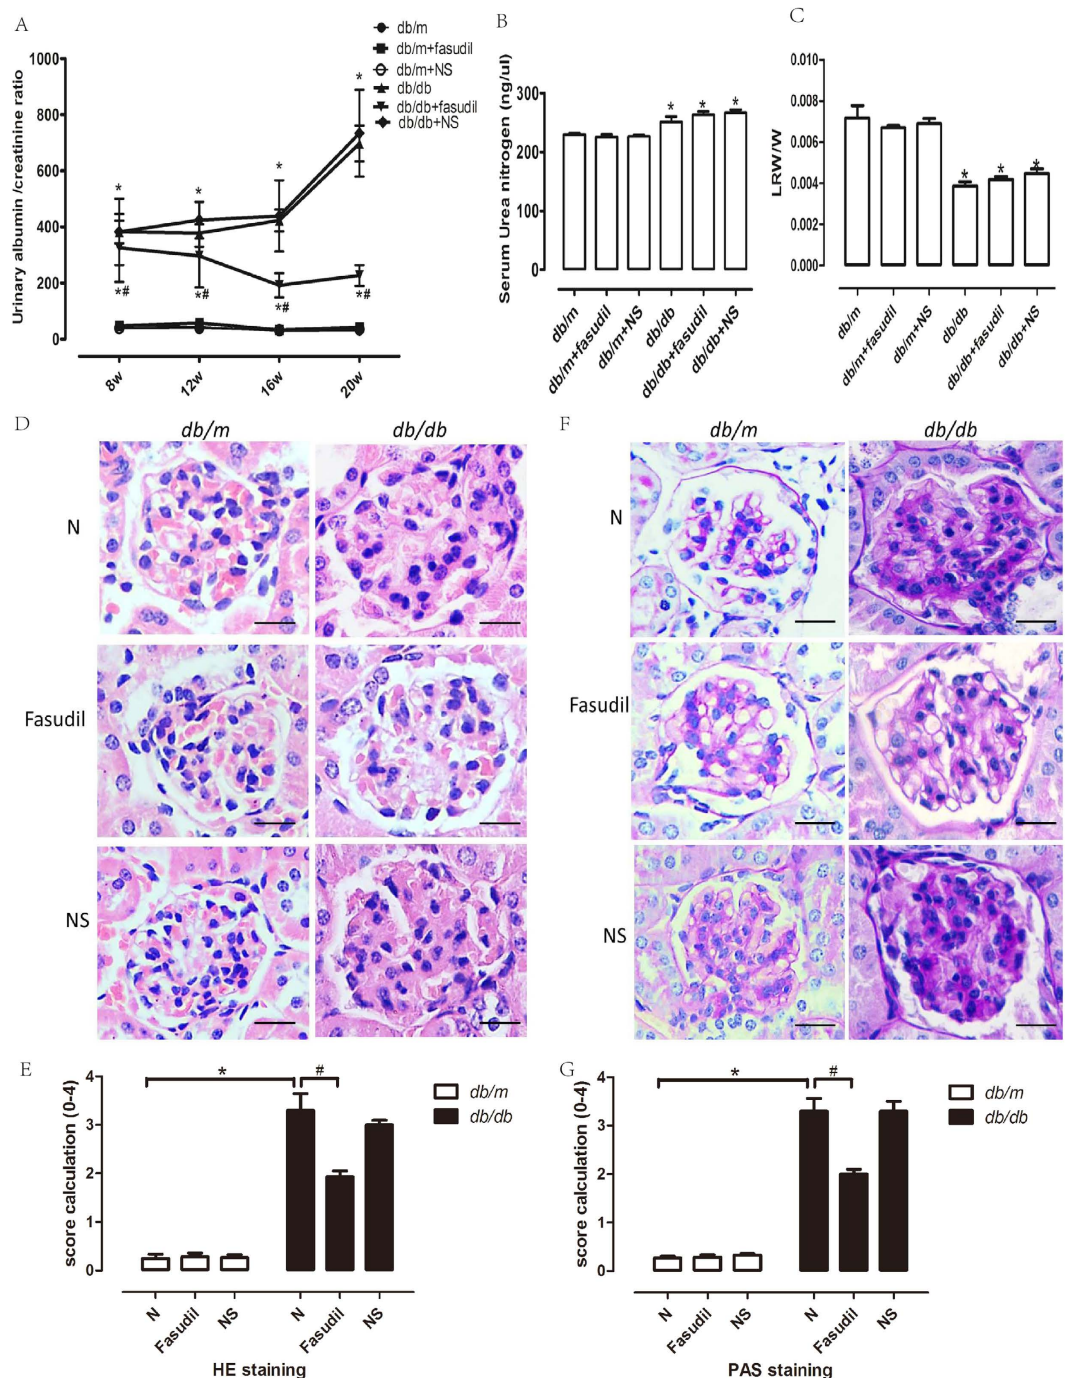 A
Urinary albumin /creatinine ratio
1000
800
600
400
200
0
* * * *
*# *# *# *#
8w 12w 16w 20w
db/m
db/m+fasudil
db/m+NS
db/db
db/db+fasudil
db/db+NS
B
Serum Urea nitrogen (ng/ul)
300
200
100
0
* * *
db/m db/m+fasudil db/m+NS db/db db/db+fasudil db/db+NS
C
LRW/W
0.010
0.008
0.006
0.004
0.002
0.000
* * *
db/m db/m+fasudil db/m+NS db/db db/db+fasudil db/db+NS
D
db/m db/db
N
Fasudil
NS
F
db/m db/db
N
Fasudil
NS
E
score calculation (0-4)
4
3
2
1
0
* #
db/m
db/db
N Fasudil NS N Fasudil NS
HE staining
G
score calculation (0-4)
4
3
2
1
0
* #
db/m
db/db
N Fasudil NS N Fasudil NS
PAS staining